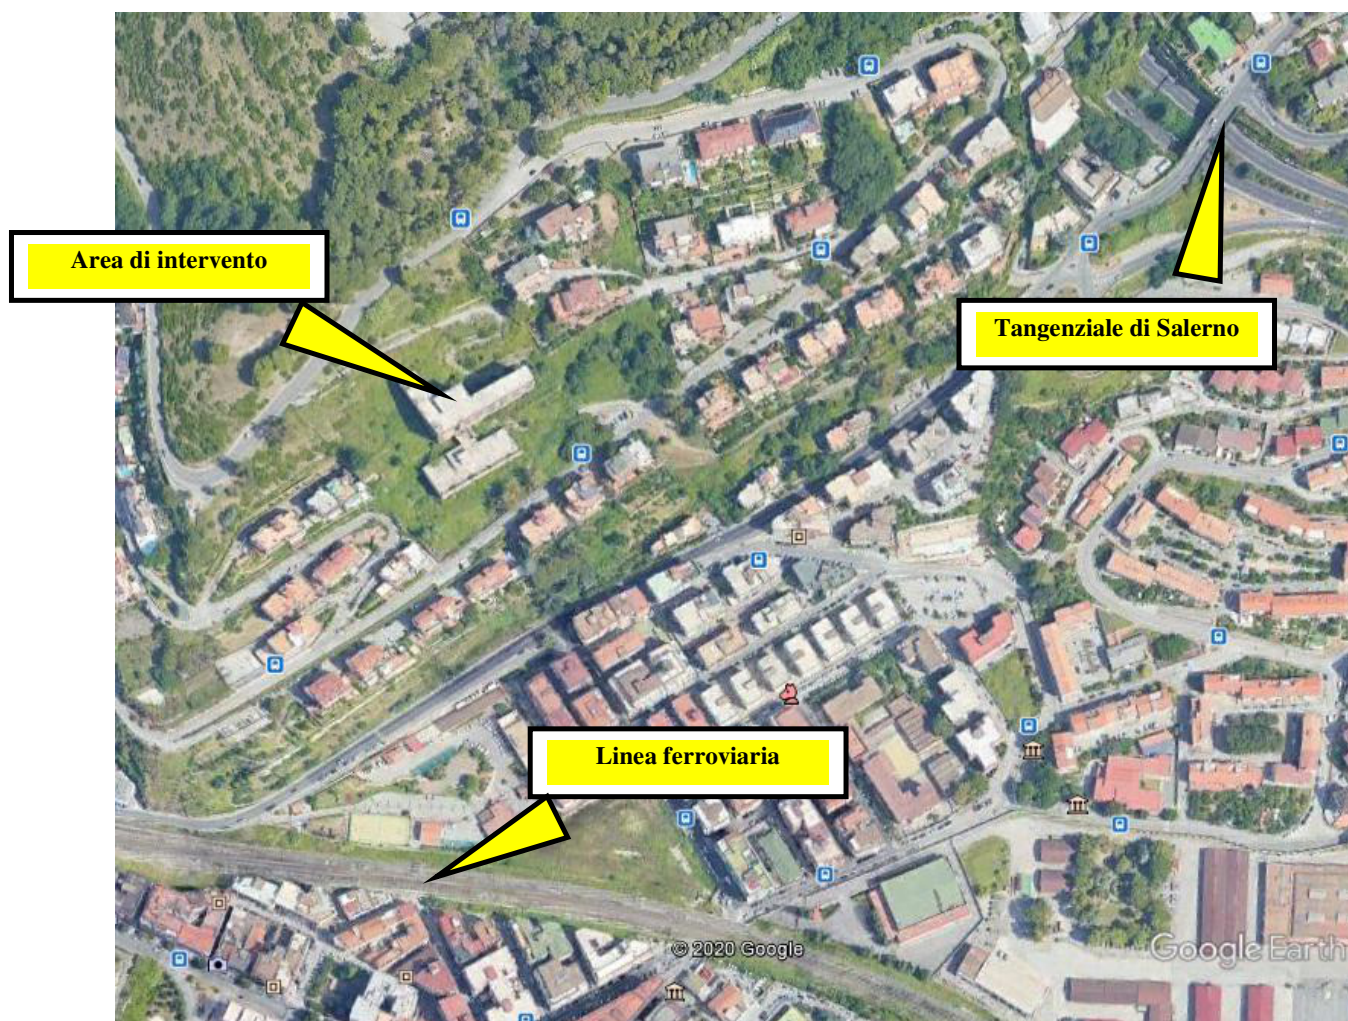 Area di intervento
Tangenziale di Salerno
Linea ferroviaria
© 2020 Google
Google Earth